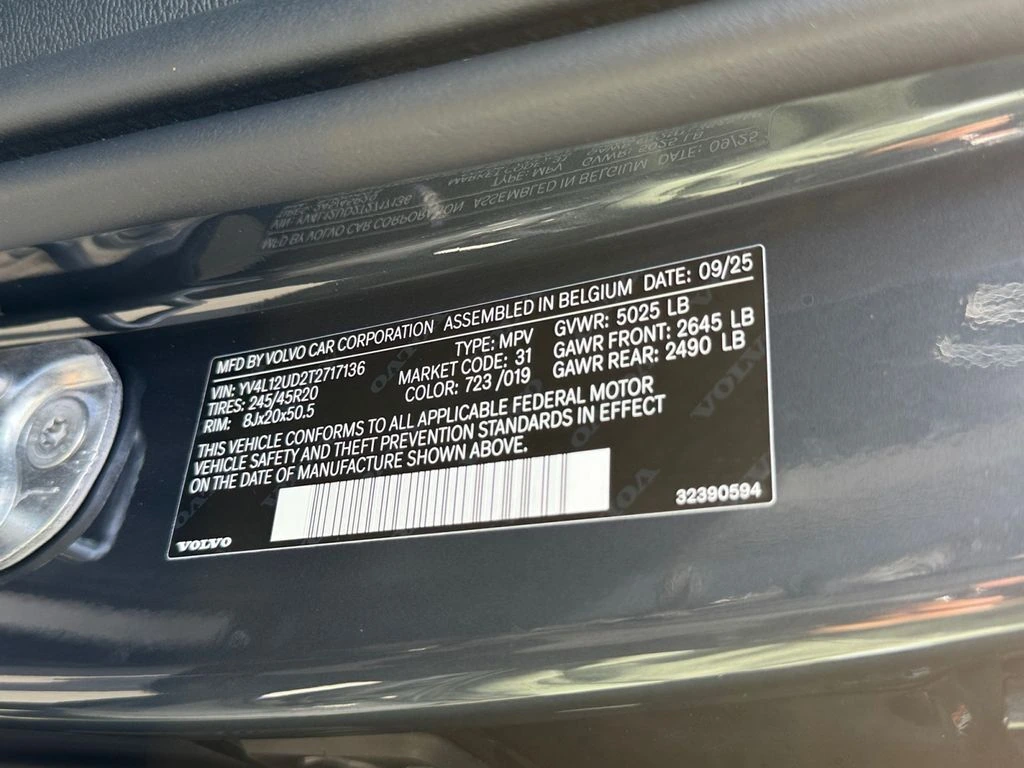 MFD BY VOLVO CAR CORPORATION ASSEMBLED IN BELGIUM DATE: 09/25
VIN: YV4L12UD2T2717136 TYPE: MPV GVWR: 5025 LB
TIRES: 245/45R20 MARKET CODE: 31 GAWR FRONT: 2645 LB
RIM: 8Jx20x50.5 COLOR: 723 /019 GAWR REAR: 2490 LB
THIS VEHICLE CONFORMS TO ALL APPLICABLE FEDERAL MOTOR
VEHICLE SAFETY AND THEFT PREVENTION STANDARDS IN EFFECT
ON THE DATE OF MANUFACTURE SHOWN ABOVE.
VOLVO 32390594